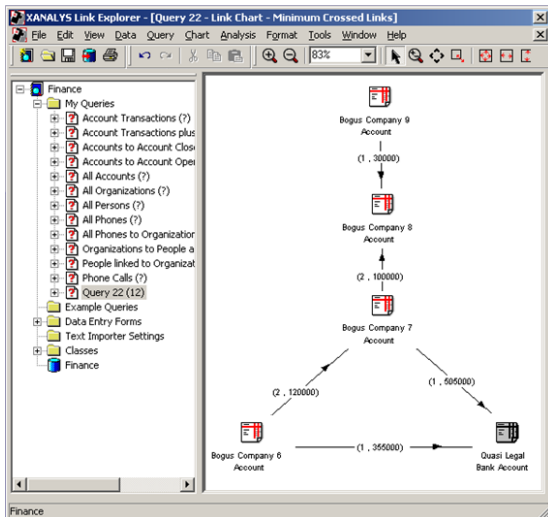 XANALYS Link Explorer - [Query 22 - Link Chart - Minimum Crossed Links]
File Edit View Data Query Chart Analysis Format Tools Window Help
83%
Finance
My Queries
Account Transactions (?)
Account Transactions plus
Accounts to Account Clos
Accounts to Account Ope
All Accounts (?)
All Organizations (?)
All Persons (?)
All Phones (?)
All Phones to Organization
Organizations to People a
People linked to Organizat
Phone Calls (?)
Query 22 (12)
Example Queries
Data Entry Forms
Text Importer Settings
Classes
Finance
Bogus Company 9
Account
(1 , 30000)
Bogus Company 8
Account
(2 , 100000)
Bogus Company 7
Account
(2 , 120000)
(1 , 505000)
Bogus Company 6
Account
(1 , 355000)
Quasi Legal
Bank Account
Finance